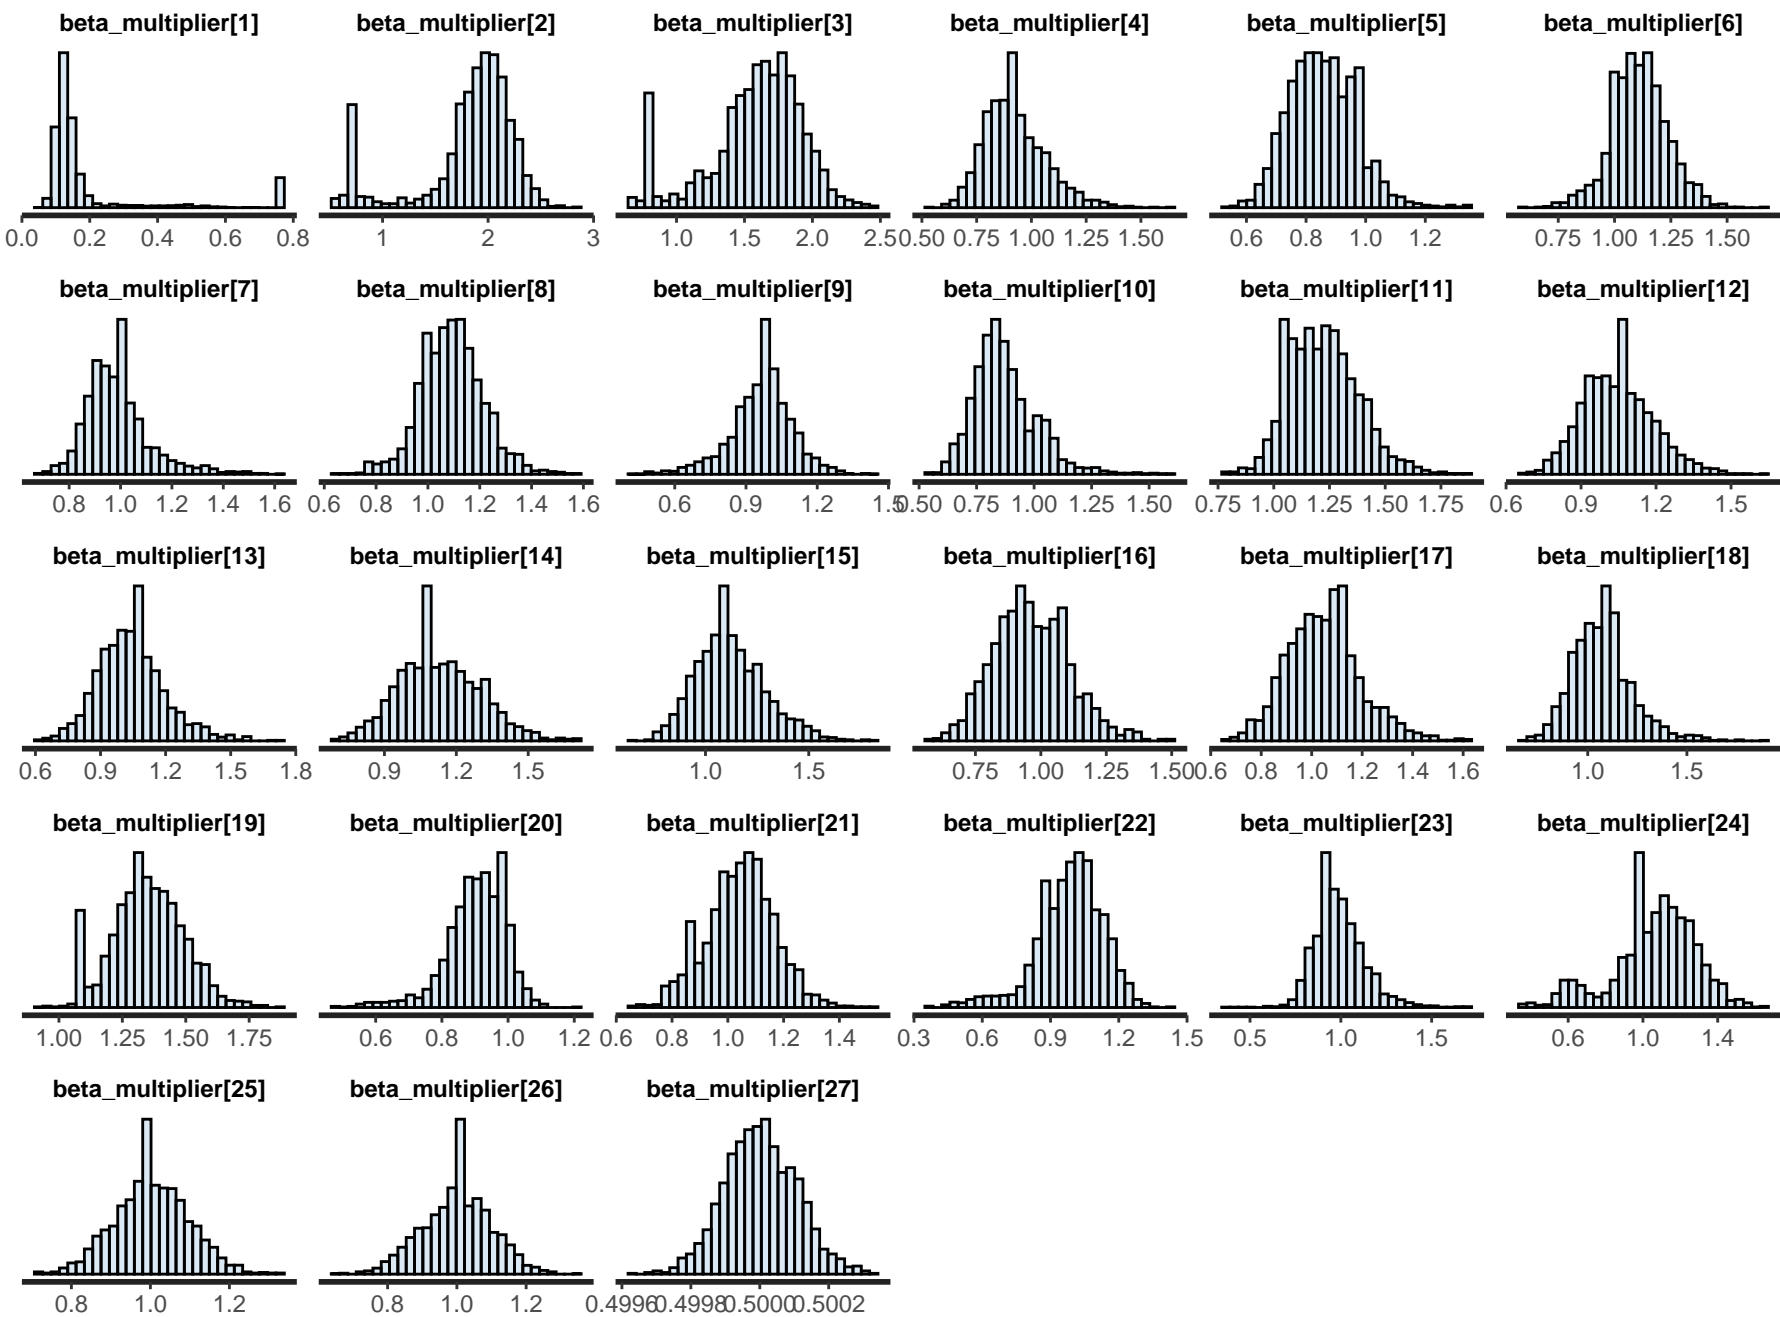 beta_multiplier[1] beta_multiplier[2] beta_multiplier[3] beta_multiplier[4] beta_multiplier[5] beta_multiplier[6]
0.0 0.2 0.4 0.6 0.8 1 2 3 1.0 1.5 2.0 2.5 0.50 0.75 1.00 1.25 1.50 0.6 0.8 1.0 1.2 0.75 1.00 1.25 1.50
beta_multiplier[7] beta_multiplier[8] beta_multiplier[9] beta_multiplier[10] beta_multiplier[11] beta_multiplier[12]
0.8 1.0 1.2 1.4 1.6 0.6 0.8 1.0 1.2 1.4 1.6 0.6 0.9 1.2 1.5 0.50 0.75 1.00 1.25 1.50 0.75 1.00 1.25 1.50 1.75 0.6 0.9 1.2 1.5
beta_multiplier[13] beta_multiplier[14] beta_multiplier[15] beta_multiplier[16] beta_multiplier[17] beta_multiplier[18]
0.6 0.9 1.2 1.5 1.8 0.9 1.2 1.5 1.0 1.5 0.75 1.00 1.25 1.50 0.6 0.8 1.0 1.2 1.4 1.6 1.0 1.5
beta_multiplier[19] beta_multiplier[20] beta_multiplier[21] beta_multiplier[22] beta_multiplier[23] beta_multiplier[24]
1.00 1.25 1.50 1.75 0.6 0.8 1.0 1.2 0.6 0.8 1.0 1.2 1.4 0.3 0.6 0.9 1.2 1.5 0.5 1.0 1.5 0.6 1.0 1.4
beta_multiplier[25] beta_multiplier[26] beta_multiplier[27]
0.8 1.0 1.2 0.8 1.0 1.2 0.4996 0.4998 0.5000 0.5002